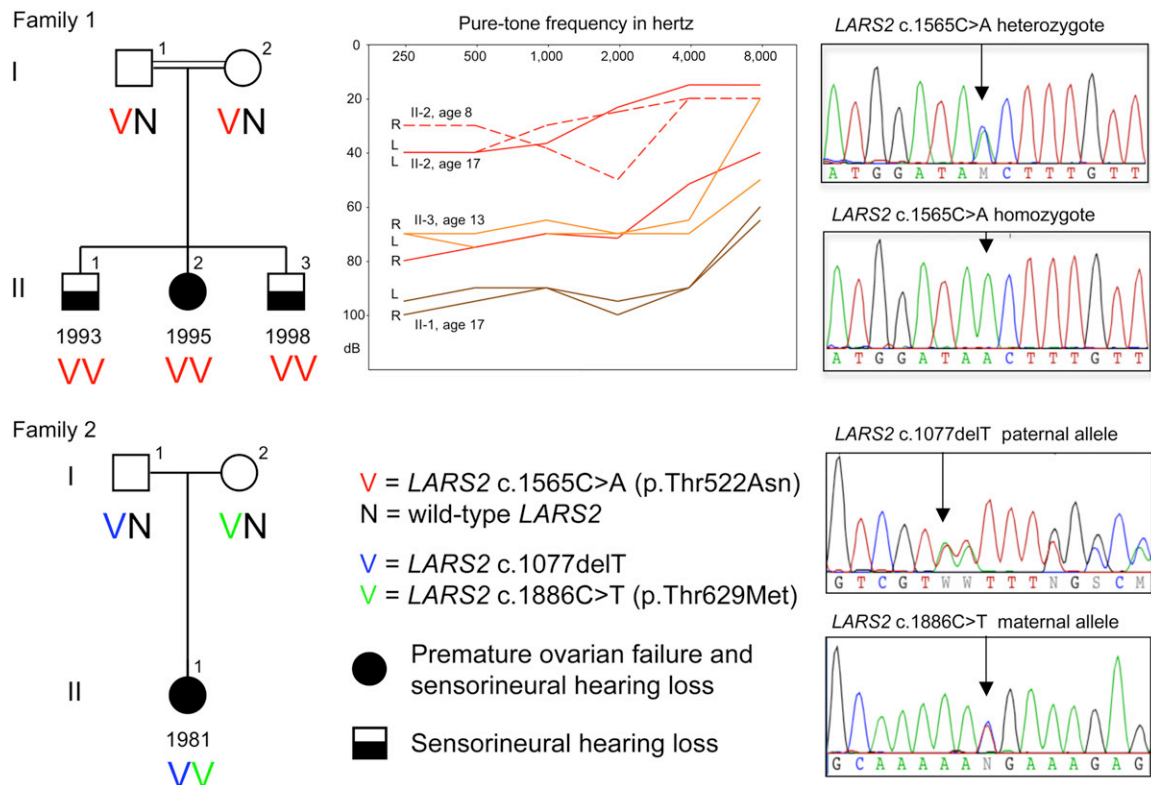 Family 1
I
1
2
VN
VN
II
1
2
3
1993
1995
1998
VV
VV
VV
Pure-tone frequency in hertz
0
250
500
1,000
2,000
4,000
8,000
20
40
60
80
100
dB
II-2, age 8
R
L
L
II-2, age 17
R
II-3, age 13
L
R
L
R
II-1, age 17
LARS2 c.1565C>A heterozygote
A T G G A T A M C T T T G T T
LARS2 c.1565C>A homozygote
A T G G A T A A C T T T G T T
Family 2
I
1
2
VN
VN
II
1
1981
VV
V = LARS2 c.1565C>A (p.Thr522Asn)
N = wild-type LARS2
V = LARS2 c.1077delT
V = LARS2 c.1886C>T (p.Thr629Met)
Premature ovarian failure and
sensorineural hearing loss
Sensorineural hearing loss
LARS2 c.1077delT paternal allele
G T C G T W W T T T N G S C M
LARS2 c.1886C>T maternal allele
G C A A A A A N G A A A G A G